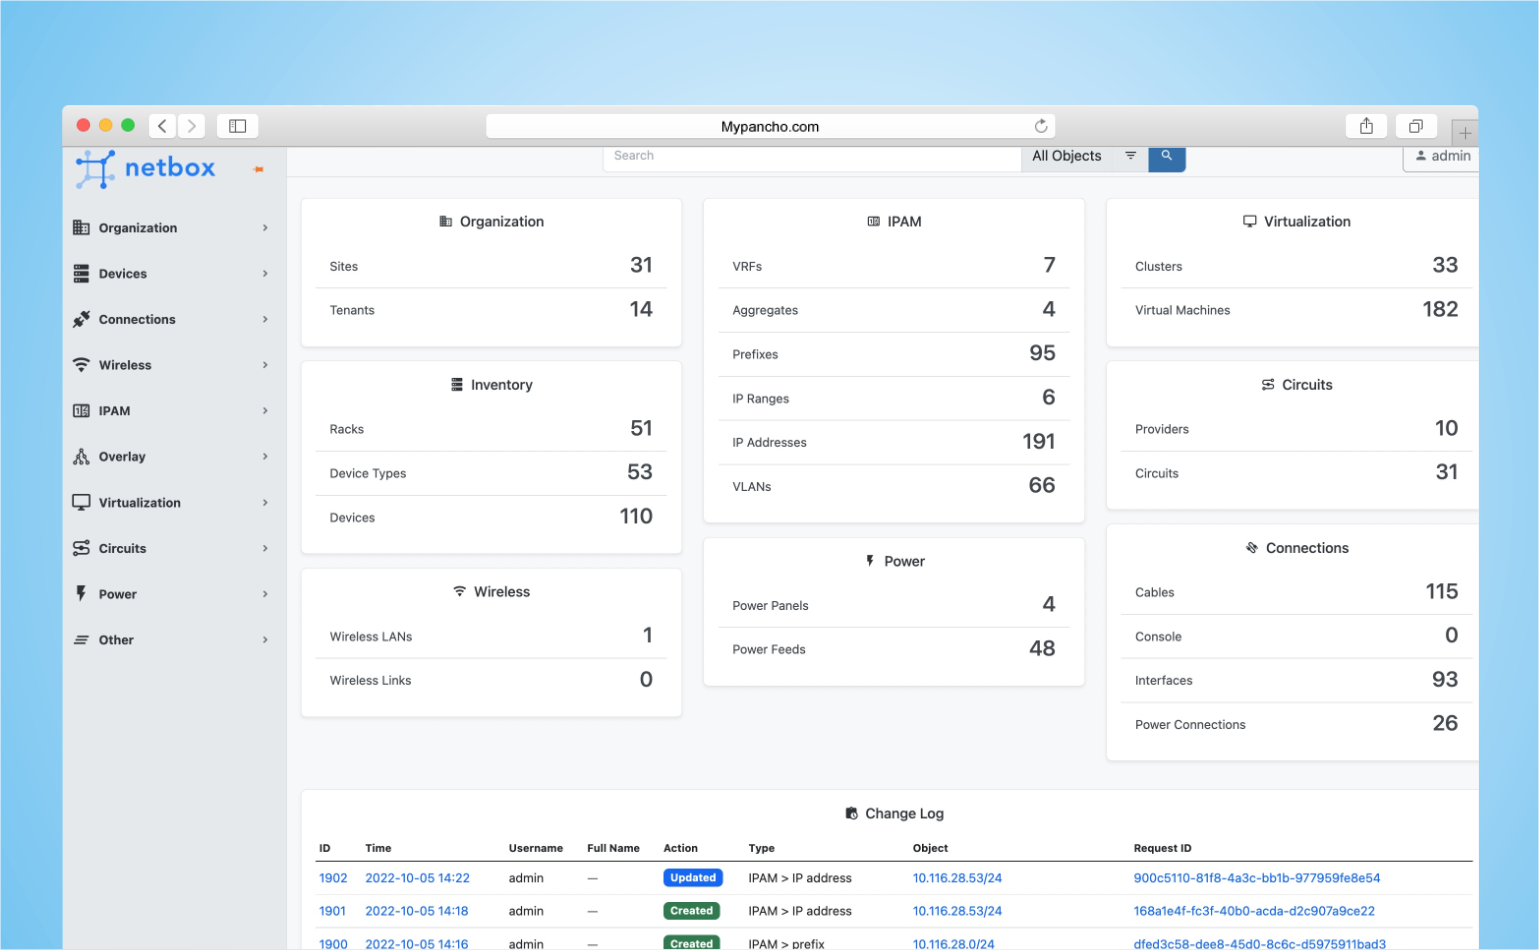 Mypancho.com
netbox
Search
All Objects
admin
Organization
Devices
Connections
Wireless
IPAM
Overlay
Virtualization
Circuits
Power
Other
Organization
Sites 31
Tenants 14
Inventory
Racks 51
Device Types 53
Devices 110
Wireless
Wireless LANs 1
Wireless Links 0
IPAM
VRFs 7
Aggregates 4
Prefixes 95
IP Ranges 6
IP Addresses 191
VLANs 66
Power
Power Panels 4
Power Feeds 48
Virtualization
Clusters 33
Virtual Machines 182
Circuits
Providers 10
Circuits 31
Connections
Cables 115
Console 0
Interfaces 93
Power Connections 26
Change Log
ID Time Username Full Name Action Type Object Request ID
1902 2022-10-05 14:22 admin — Updated IPAM > IP address 10.116.28.53/24 900c5110-81f8-4a3c-bb1b-977959fe8e54
1901 2022-10-05 14:18 admin — Created IPAM > IP address 10.116.28.53/24 168a1e4f-fc3f-40b0-acda-d2c907a9ce22
1900 2022-10-05 14:16 admin — Created IPAM > prefix 10.116.28.0/24 dfed3c58-dee8-45d0-8c6c-d5975911bad3